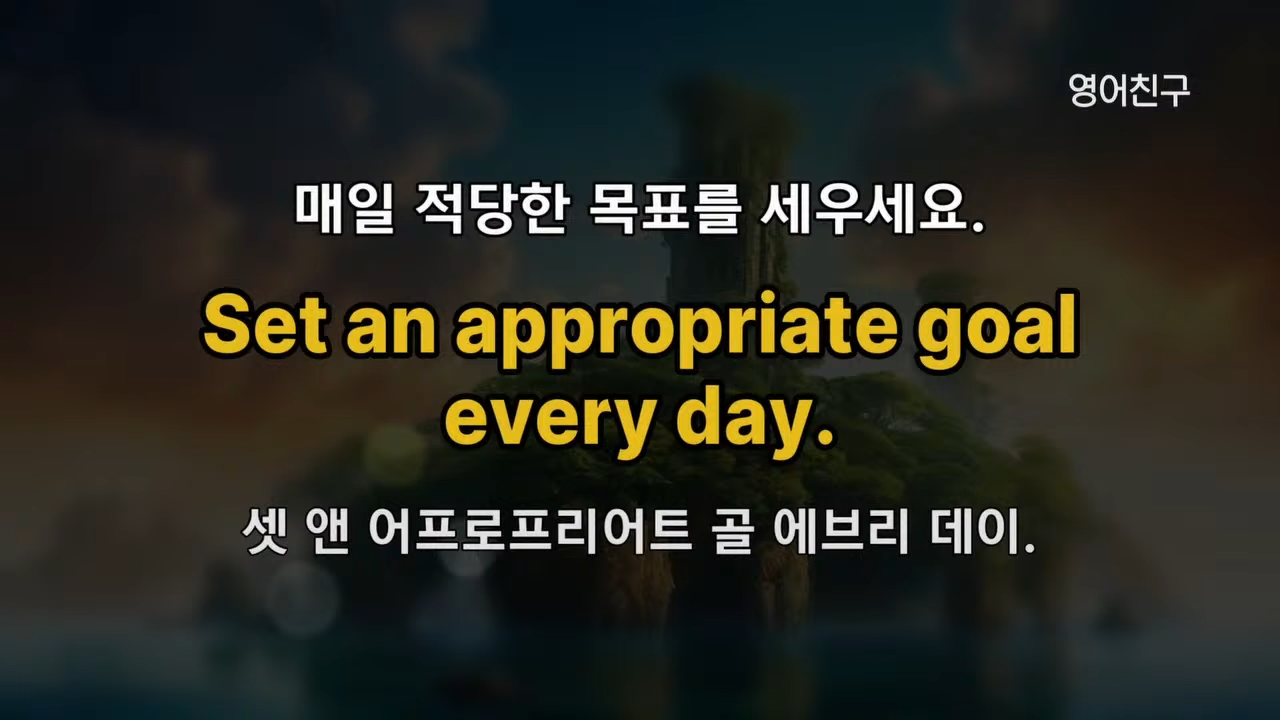 영어친구
매일 적당한 목표를 세우세요.
Set an appropriate goal
every day.
셋 앤 어프로프리어트 골 에브리 데이.